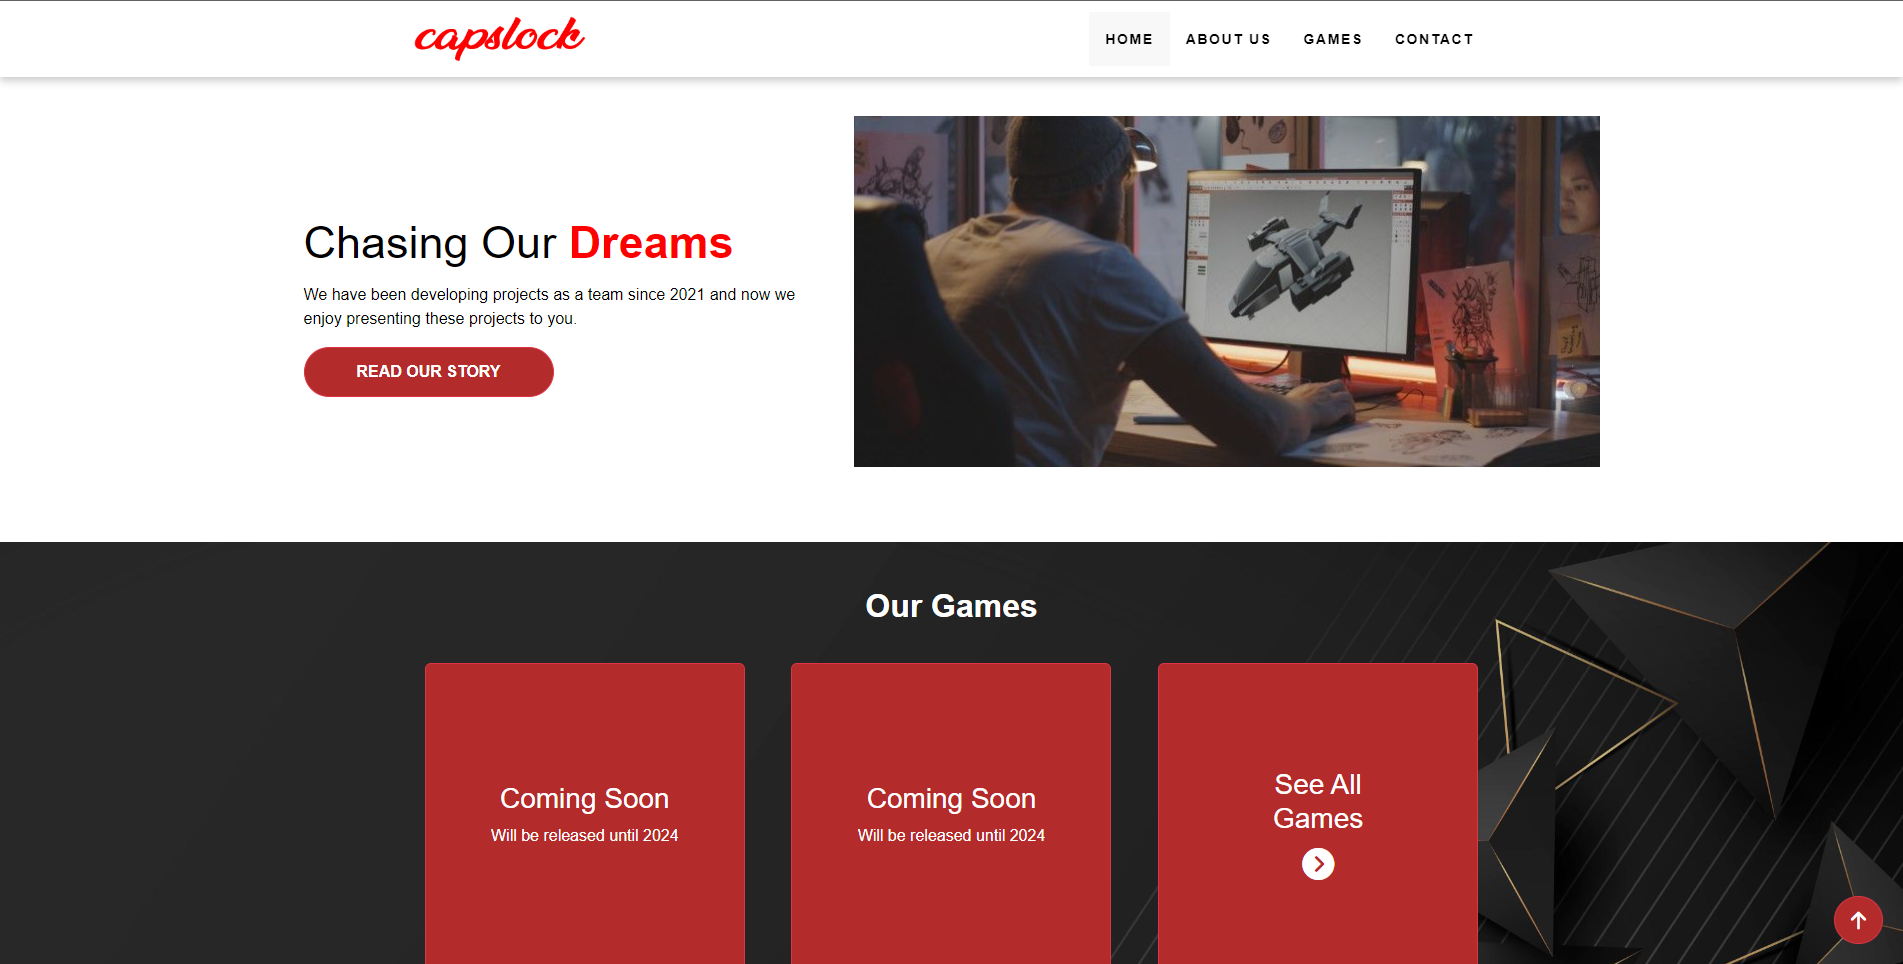 capslock
HOME ABOUT US GAMES CONTACT
Chasing Our Dreams
We have been developing projects as a team since 2021 and now we
enjoy presenting these projects to you.
READ OUR STORY
Our Games
Coming Soon
Will be released until 2024
Coming Soon
Will be released until 2024
See All
Games